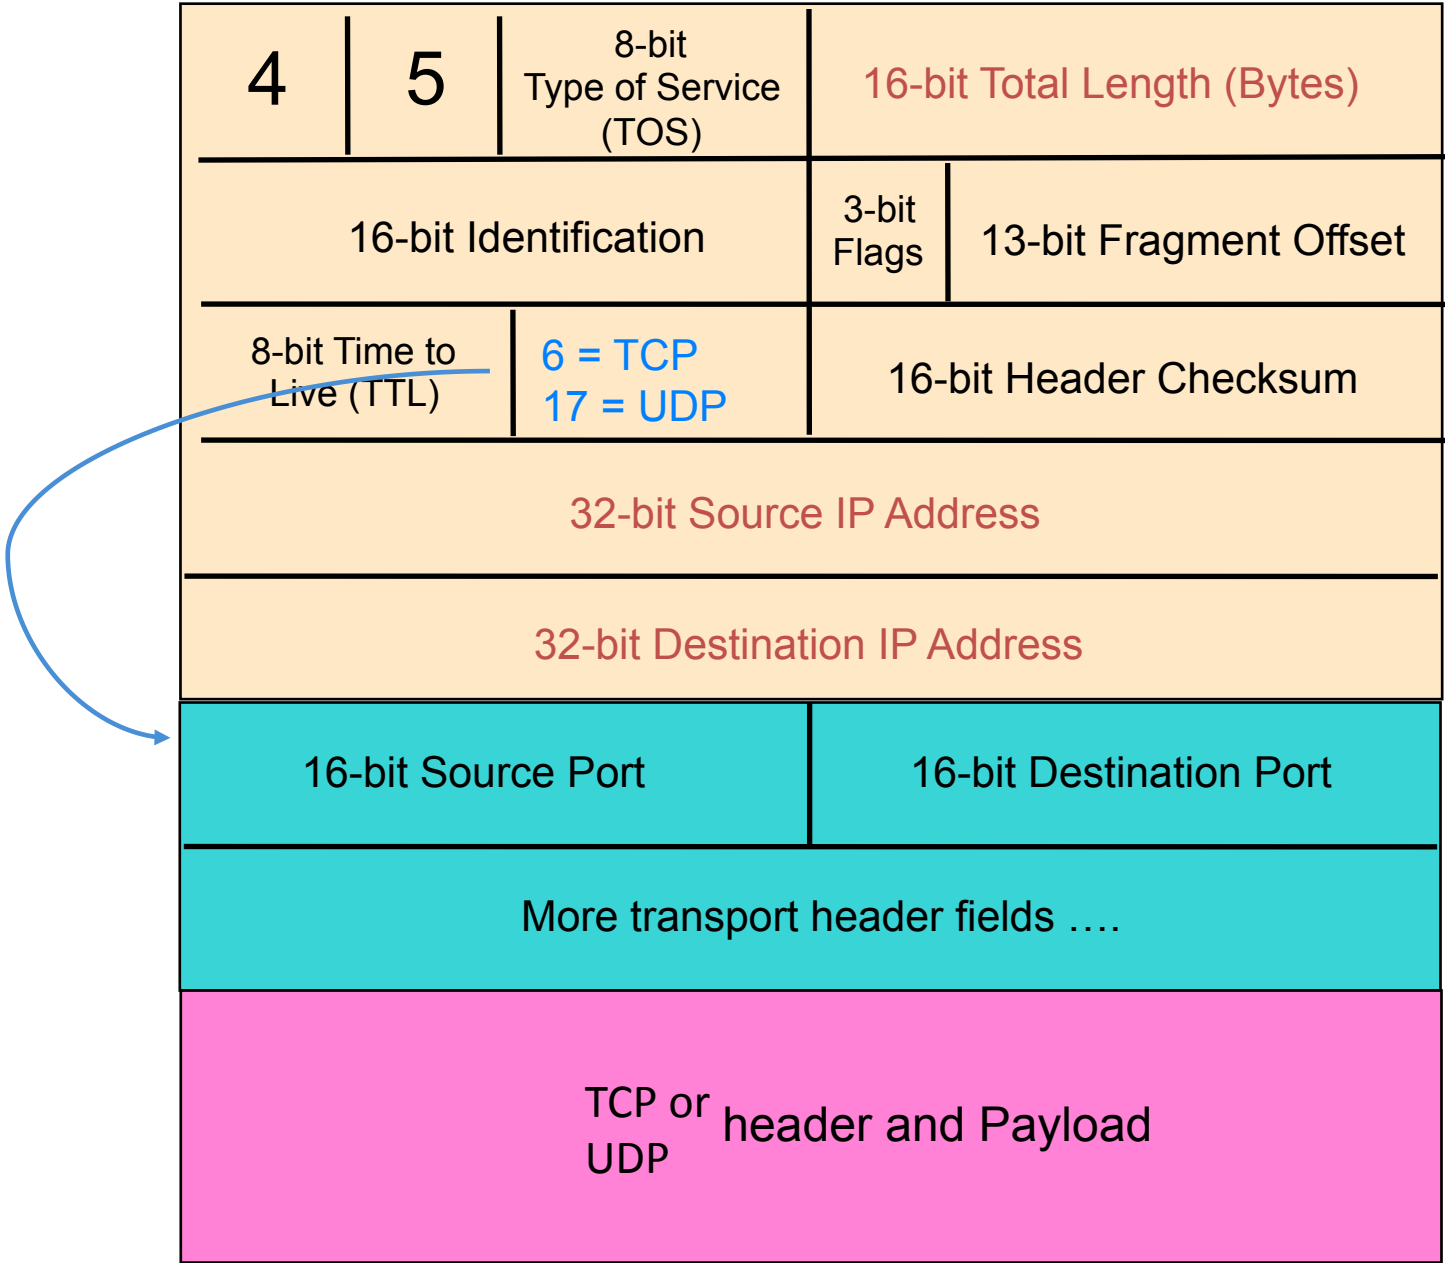 4
5
8-bit
Type of Service
(TOS)
16-bit Total Length (Bytes)
16-bit Identification
3-bit
Flags
13-bit Fragment Offset
8-bit Time to
Live (TTL)
6 = TCP
17 = UDP
16-bit Header Checksum
32-bit Source IP Address
32-bit Destination IP Address
16-bit Source Port
16-bit Destination Port
More transport header fields ….
TCP or
UDP
header and Payload